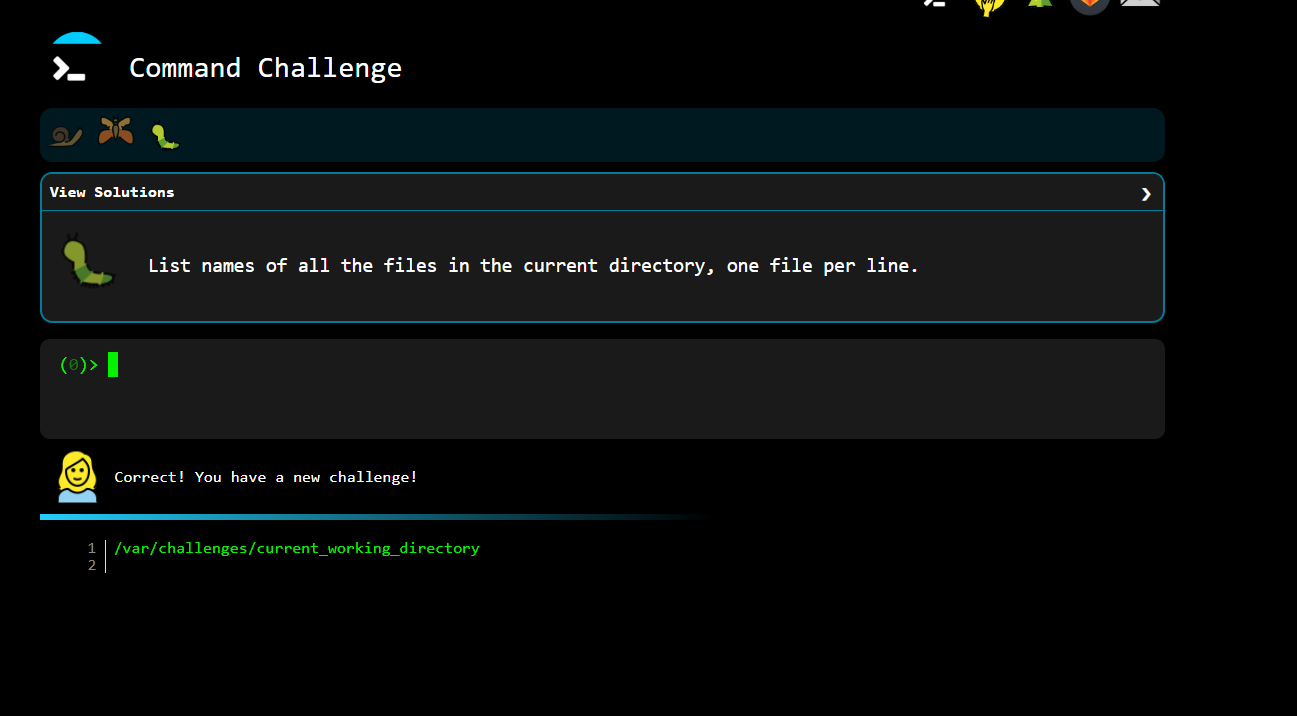 Command Challenge
View Solutions
List names of all the files in the current directory, one file per line.
(0)>
Correct! You have a new challenge!
1 /var/challenges/current_working_directory
2